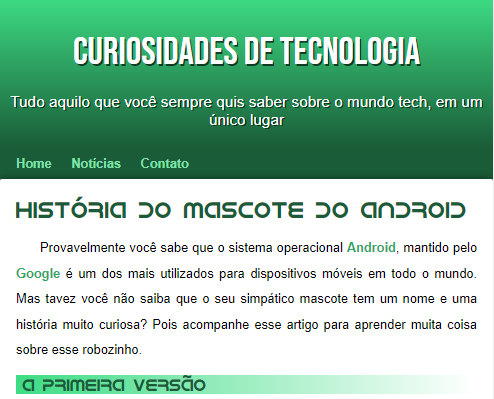 CURIOSIDADES DE TECNOLOGIA
Tudo aquilo que você sempre quis saber sobre o mundo tech, em um
único lugar
Home Notícias Contato
HISTÓRIA DO MASCOTE DO ANDROID
Provavelmente você sabe que o sistema operacional Android, mantido pelo
Google é um dos mais utilizados para dispositivos móveis em todo o mundo.
Mas tavez você não saiba que o seu simpático mascote tem um nome e uma
história muito curiosa? Pois acompanhe esse artigo para aprender muita coisa
sobre esse robozinho.
A PRIMEIRA VERSÃO